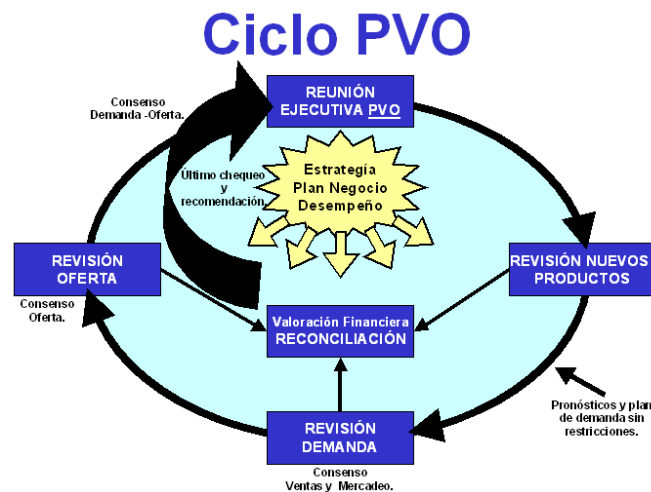 Ciclo PVO
REUNIÓN
EJECUTIVA PVO
Consenso
Demanda -Oferta.
Último chequeo
y
recomendación.
Estrategía
Plan Negocio
Desempeño
REVISIÓN
OFERTA
Consenso
Oferta.
REVISIÓN NUEVOS
PRODUCTOS
Valoración Financiera
RECONCILIACIÓN
Pronósticos y plan
de demanda sin
restricciones.
REVISIÓN
DEMANDA
Consenso
Ventas y Mercadeo.